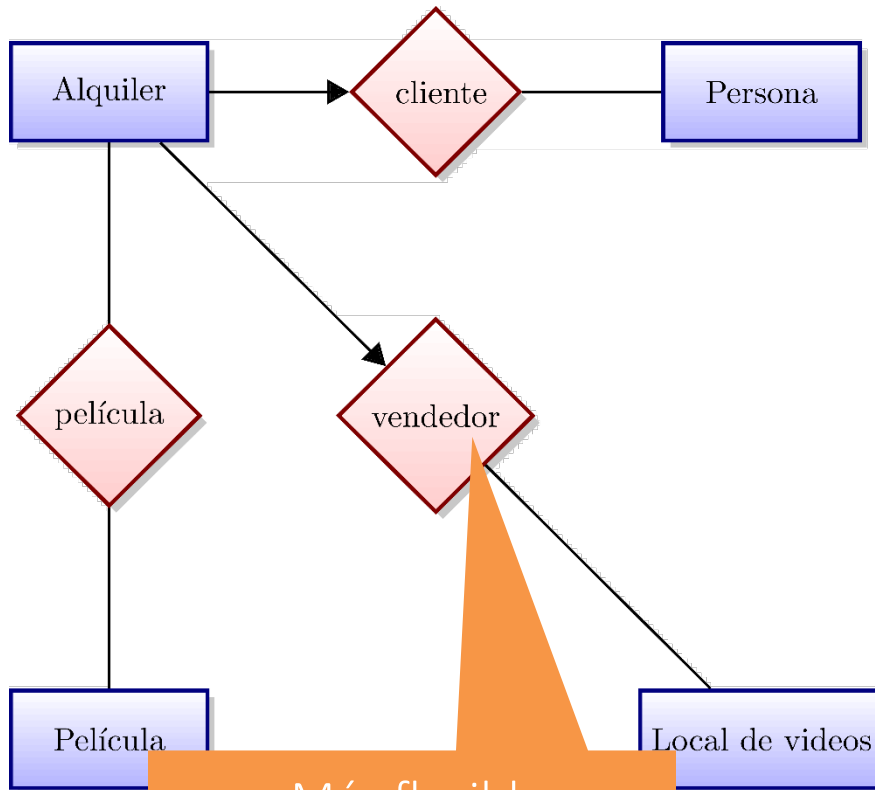 Alquiler
cliente
Persona
película
vendedor
Película
Local de videos